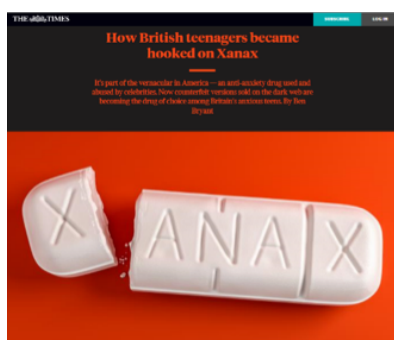 THE TIMES
SUBSCRIBE
LOG IN
How British teenagers became
hooked on Xanax
It's part of the vernacular in America — an anti-anxiety drug used and
abused by celebrities. Now counterfeit versions sold on the dark web are
becoming the drug of choice among Britain's anxious teens. By Ben
Bryant
X ANAX